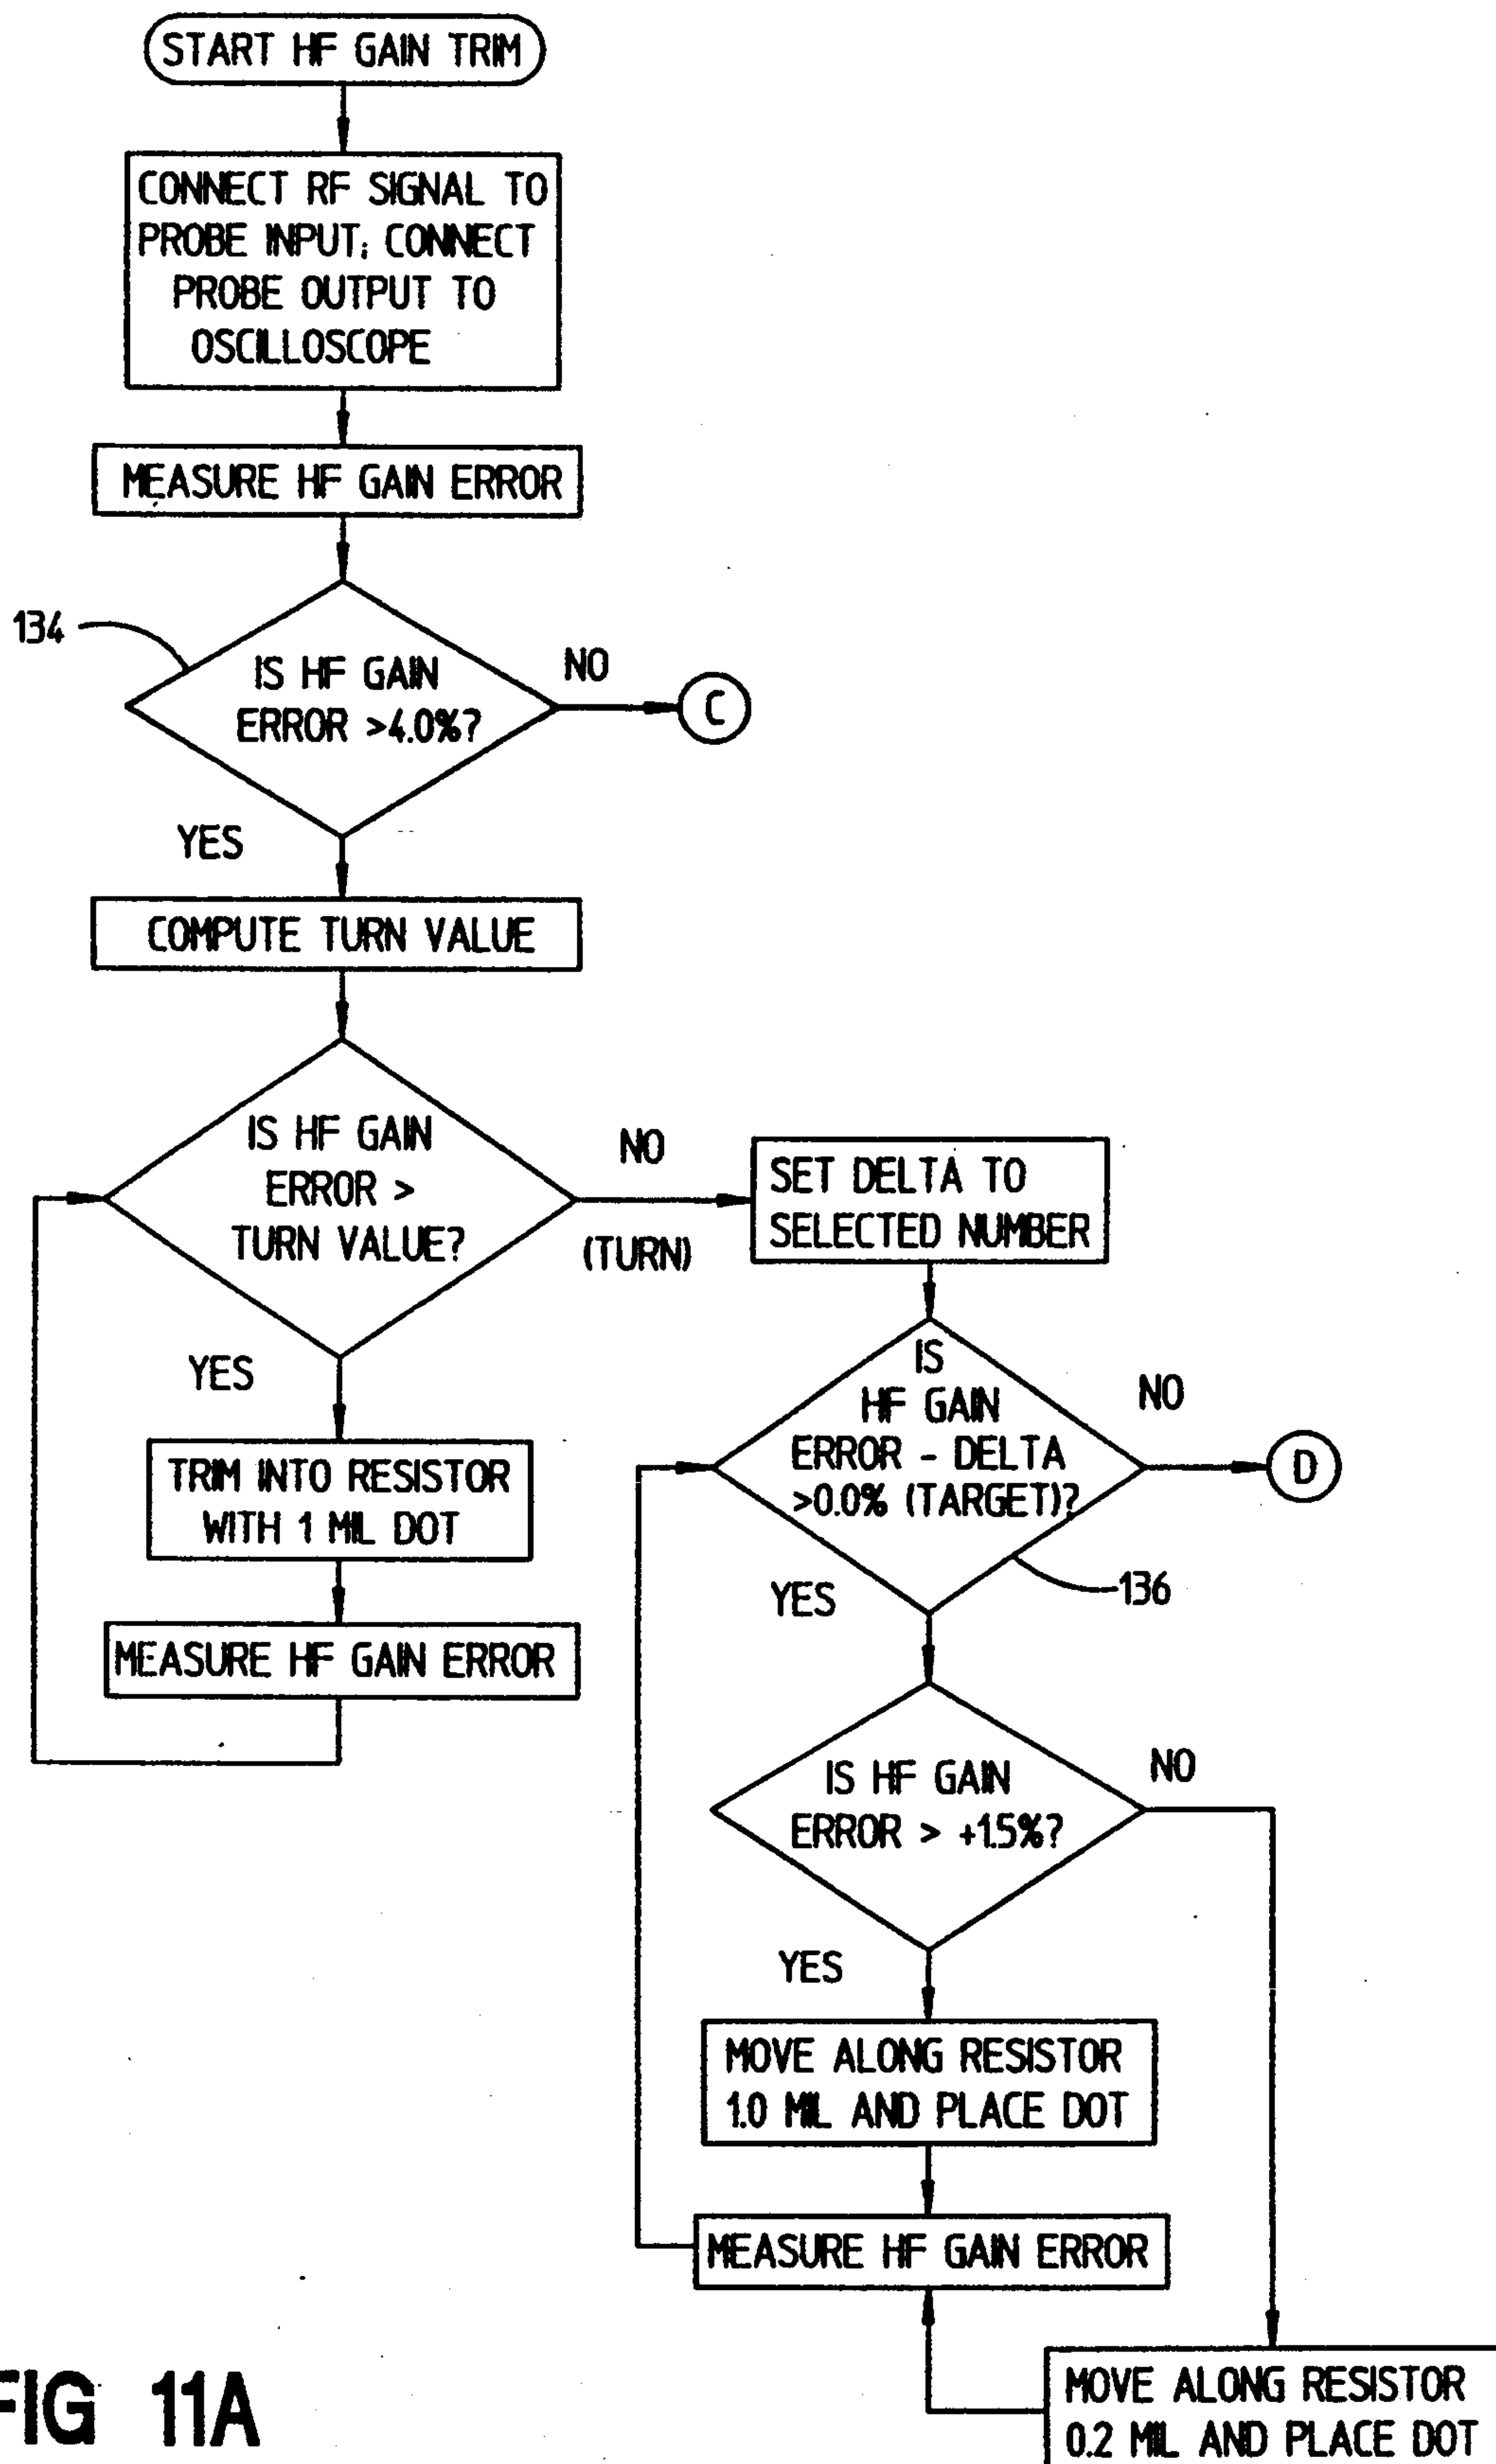 START HF GAIN TRIM
CONNECT RF SIGNAL TO
PROBE INPUT; CONNECT
PROBE OUTPUT TO
OSCILLOSCOPE
MEASURE HF GAIN ERROR
134
IS HF GAIN
ERROR >4.0%?
NO
C
YES
COMPUTE TURN VALUE
IS HF GAIN
ERROR >
TURN VALUE?
NO
(TURN)
YES
TRIM INTO RESISTOR
WITH 1 MIL DOT
MEASURE HF GAIN ERROR
SET DELTA TO
SELECTED NUMBER
IS
HF GAIN
ERROR - DELTA
>0.0% (TARGET)?
NO
D
136
YES
IS HF GAIN
ERROR > +1.5%?
NO
YES
MOVE ALONG RESISTOR
1.0 MIL AND PLACE DOT
MEASURE HF GAIN ERROR
MOVE ALONG RESISTOR
0.2 MIL AND PLACE DOT
FIG 11A